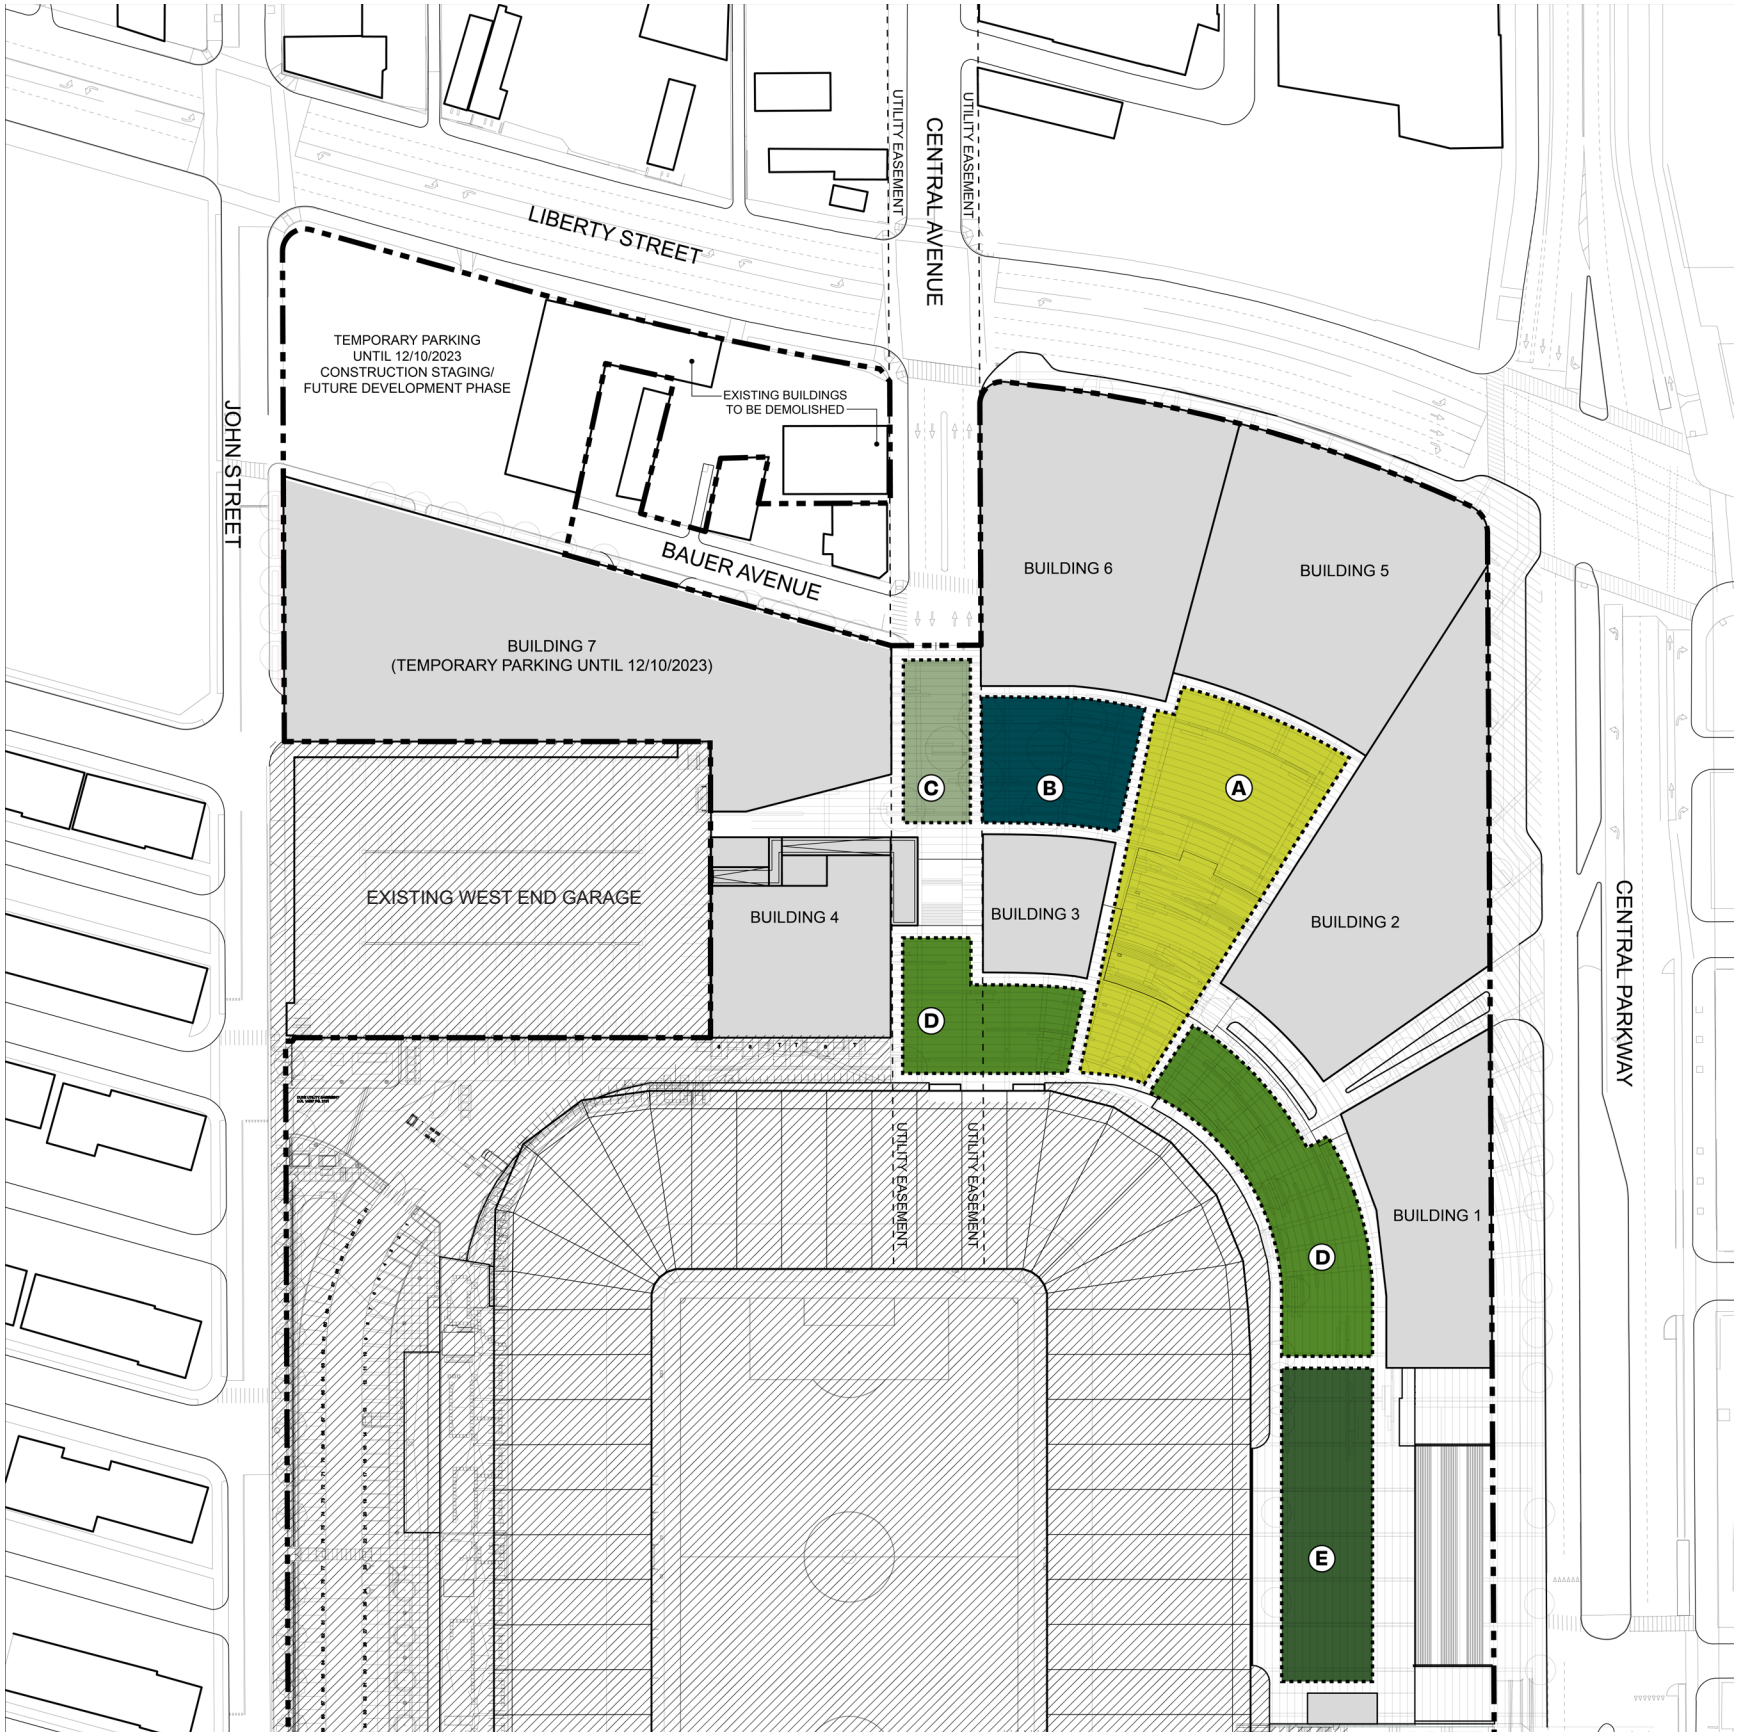 UTILITY EASEMENT
CENTRAL AVENUE
UTILITY EASEMENT
LIBERTY STREET
TEMPORARY PARKING
UNTIL 12/10/2023
CONSTRUCTION STAGING/
FUTURE DEVELOPMENT PHASE
EXISTING BUILDINGS
TO BE DEMOLISHED
JOHN STREET
BAUER AVENUE
BUILDING 6
BUILDING 5
BUILDING 7
(TEMPORARY PARKING UNTIL 12/10/2023)
C
B
A
EXISTING WEST END GARAGE
BUILDING 4
BUILDING 3
BUILDING 2
CENTRAL PARKWAY
D
UTILITY EASEMENT
UTILITY EASEMENT
BUILDING 1
D
E